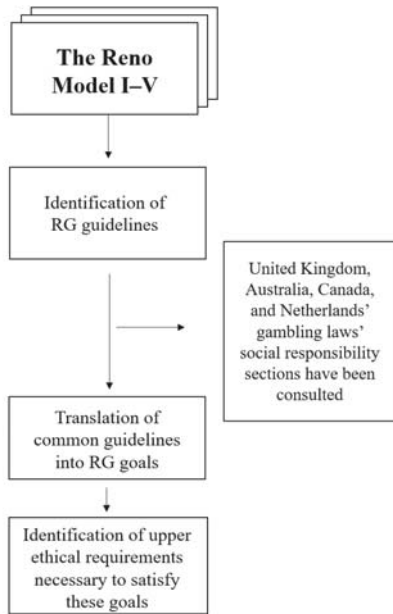 The Reno
Model I–V
Identification of
RG guidelines
United Kingdom,
Australia, Canada,
and Netherlands’
gambling laws’
social responsibility
sections have been
consulted
Translation of
common guidelines
into RG goals
Identification of upper
ethical requirements
necessary to satisfy
these goals